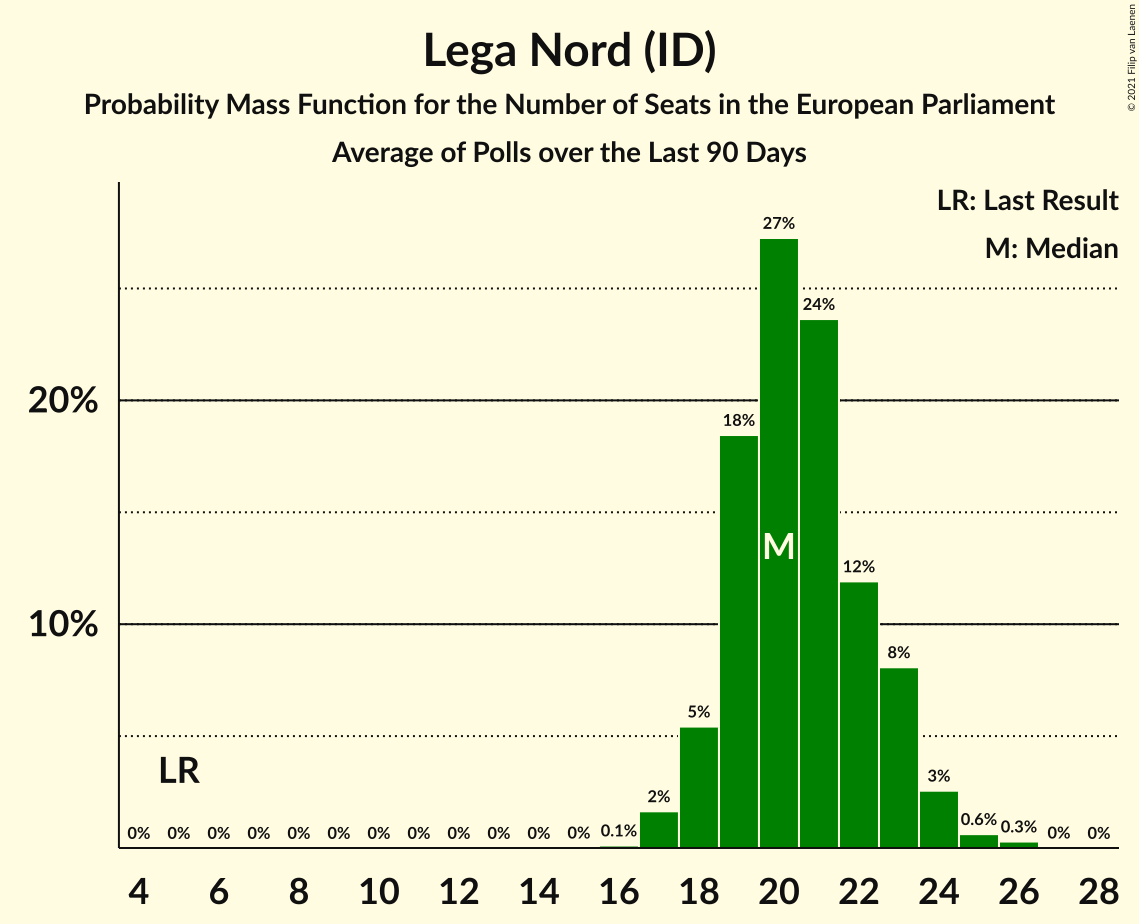 Lega Nord (ID)
Probability Mass Function for the Number of Seats in the European Parliament
Average of Polls over the Last 90 Days
© 2021 Filip van Laenen
LR: Last Result
M: Median
27%
24%
20%
18%
M
12%
10%
8%
5%
LR
3%
2%
0% 0% 0% 0% 0% 0% 0% 0% 0% 0% 0% 0% 0.1% 0.6% 0.3% 0% 0%
4 6 8 10 12 14 16 18 20 22 24 26 28